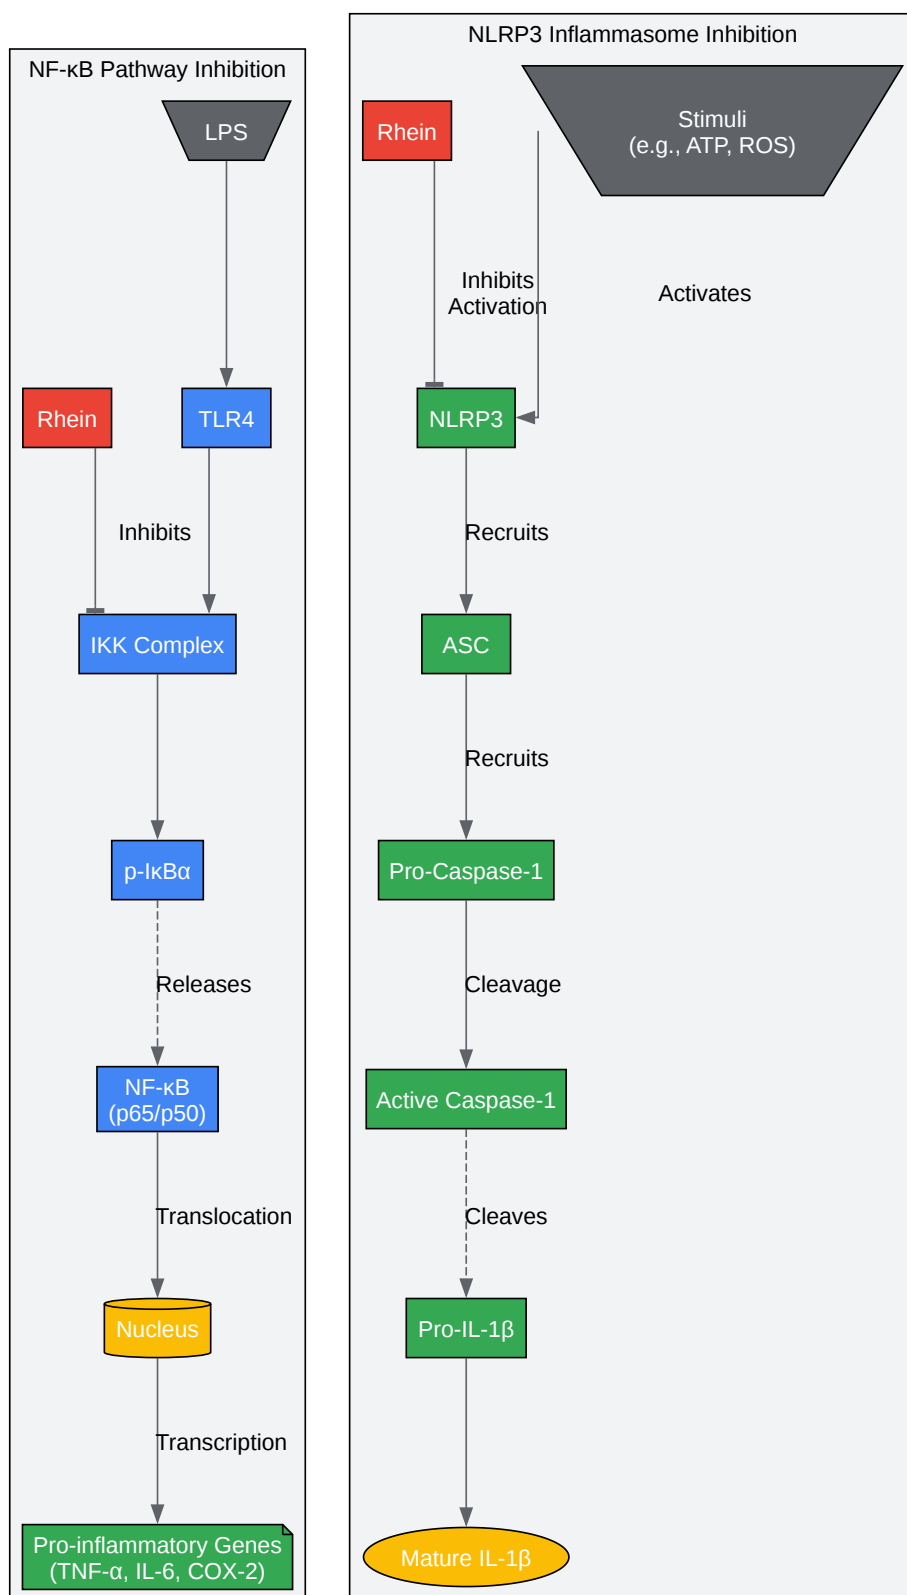 NF-κB Pathway Inhibition
LPS
Rhein
TLR4
Inhibits
IKK Complex
p-IκBα
Releases
NF-κB
(p65/p50)
Translocation
Nucleus
Transcription
Pro-inflammatory Genes
(TNF-α, IL-6, COX-2)
NLRP3 Inflammasome Inhibition
Rhein
Stimuli
(e.g., ATP, ROS)
Inhibits
Activation
Activates
NLRP3
Recruits
ASC
Recruits
Pro-Caspase-1
Cleavage
Active Caspase-1
Cleaves
Pro-IL-1β
Mature IL-1β